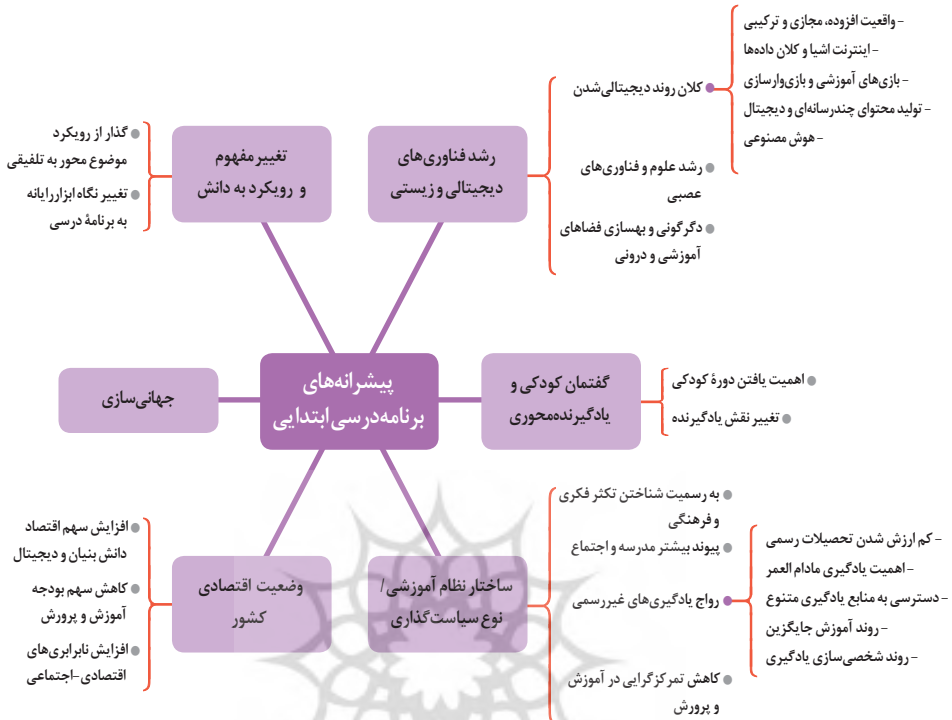 پیشرانه‌های
برنامه‌درسی ابتدایی
رشد فناوری‌های
دیجیتالی و زیستی
کلان روند دیجیتالی‌شدن
- واقعیت افزوده، مجازی و ترکیبی
- اینترنت اشیا و کلان داده‌ها
- بازی‌های آموزشی و بازی‌وارسازی
- تولید محتوای چندرسانه‌ای و دیجیتال
- هوش مصنوعی
رشد علوم و فناوری‌های
عصبی
دگرگونی و بهسازی فضاهای
آموزشی و درونی
گفتمان کودکی و
یادگیرنده‌محوری
اهمیت یافتن دورهٔ کودکی
تغییر نقش یادگیرنده
ساختار نظام آموزشی/
نوع سیاست‌گذاری
به رسمیت شناختن تکثر فکری
و فرهنگی
پیوند بیشتر مدرسه و اجتماع
رواج یادگیری‌های غیررسمی
- کم ارزش شدن تحصیلات رسمی
- اهمیت یادگیری مادام العمر
- دسترسی به منابع یادگیری متنوع
- روند آموزش جایگزین
- روند شخصی‌سازی یادگیری
کاهش تمرکزگرایی در آموزش
و پرورش
تغییر مفهوم
و رویکرد به دانش
گذار از رویکرد
موضوع محور به تلفیقی
تغییر نگاه ابزاررایانه
به برنامهٔ درسی
جهانی‌سازی
وضعیت اقتصادی
کشور
افزایش سهم اقتصاد
دانش بنیان و دیجیتال
کاهش سهم بودجه
آموزش و پرورش
افزایش نابرابری‌های
اقتصادی-اجتماعی